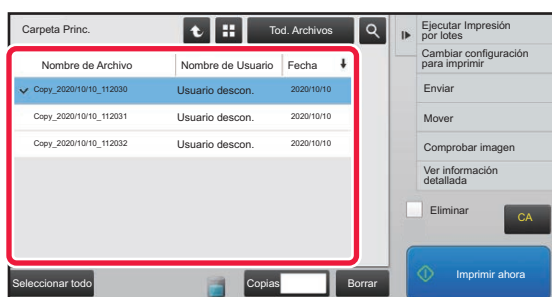 Carpeta Princ.
Tod. Archivos
Nombre de Archivo
Nombre de Usuario
Fecha
Copy_2020/10/10_112030
Usuario descon.
2020/10/10
Copy_2020/10/10_112031
Usuario descon.
2020/10/10
Copy_2020/10/10_112032
Usuario descon.
2020/10/10
Seleccionar todo
Copias
Borrar
Ejecutar Impresión
por lotes
Cambiar configuración
para imprimir
Enviar
Mover
Comprobar imagen
Ver información
detallada
Eliminar
CA
Imprimir ahora